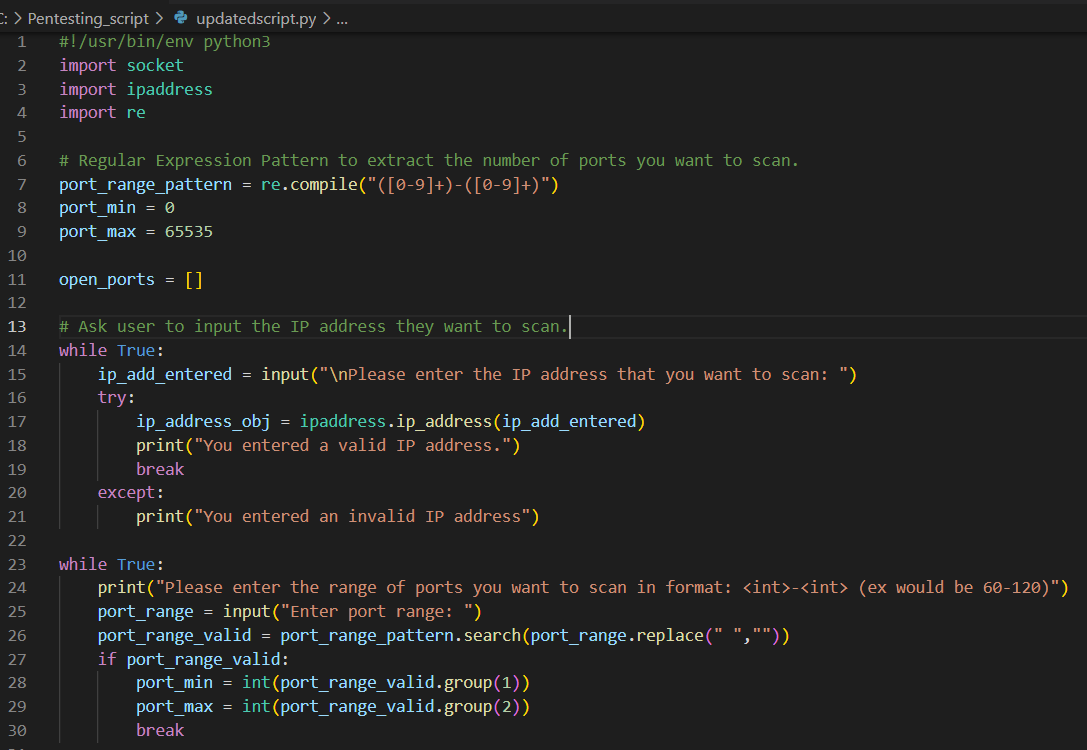 C: > Pentesting_script > updatedscript.py > ...
1 #!/usr/bin/env python3
2 import socket
3 import ipaddress
4 import re
5
6 # Regular Expression Pattern to extract the number of ports you want to scan.
7 port_range_pattern = re.compile("([0-9]+)-([0-9]+)")
8 port_min = 0
9 port_max = 65535
10
11 open_ports = []
12
13 # Ask user to input the IP address they want to scan.
14 while True:
15     ip_add_entered = input("\nPlease enter the IP address that you want to scan: ")
16     try:
17         ip_address_obj = ipaddress.ip_address(ip_add_entered)
18         print("You entered a valid IP address.")
19         break
20     except:
21         print("You entered an invalid IP address")
22
23 while True:
24     print("Please enter the range of ports you want to scan in format: <int>-<int> (ex would be 60-120)")
25     port_range = input("Enter port range: ")
26     port_range_valid = port_range_pattern.search(port_range.replace(" ",""))
27     if port_range_valid:
28         port_min = int(port_range_valid.group(1))
29         port_max = int(port_range_valid.group(2))
30         break